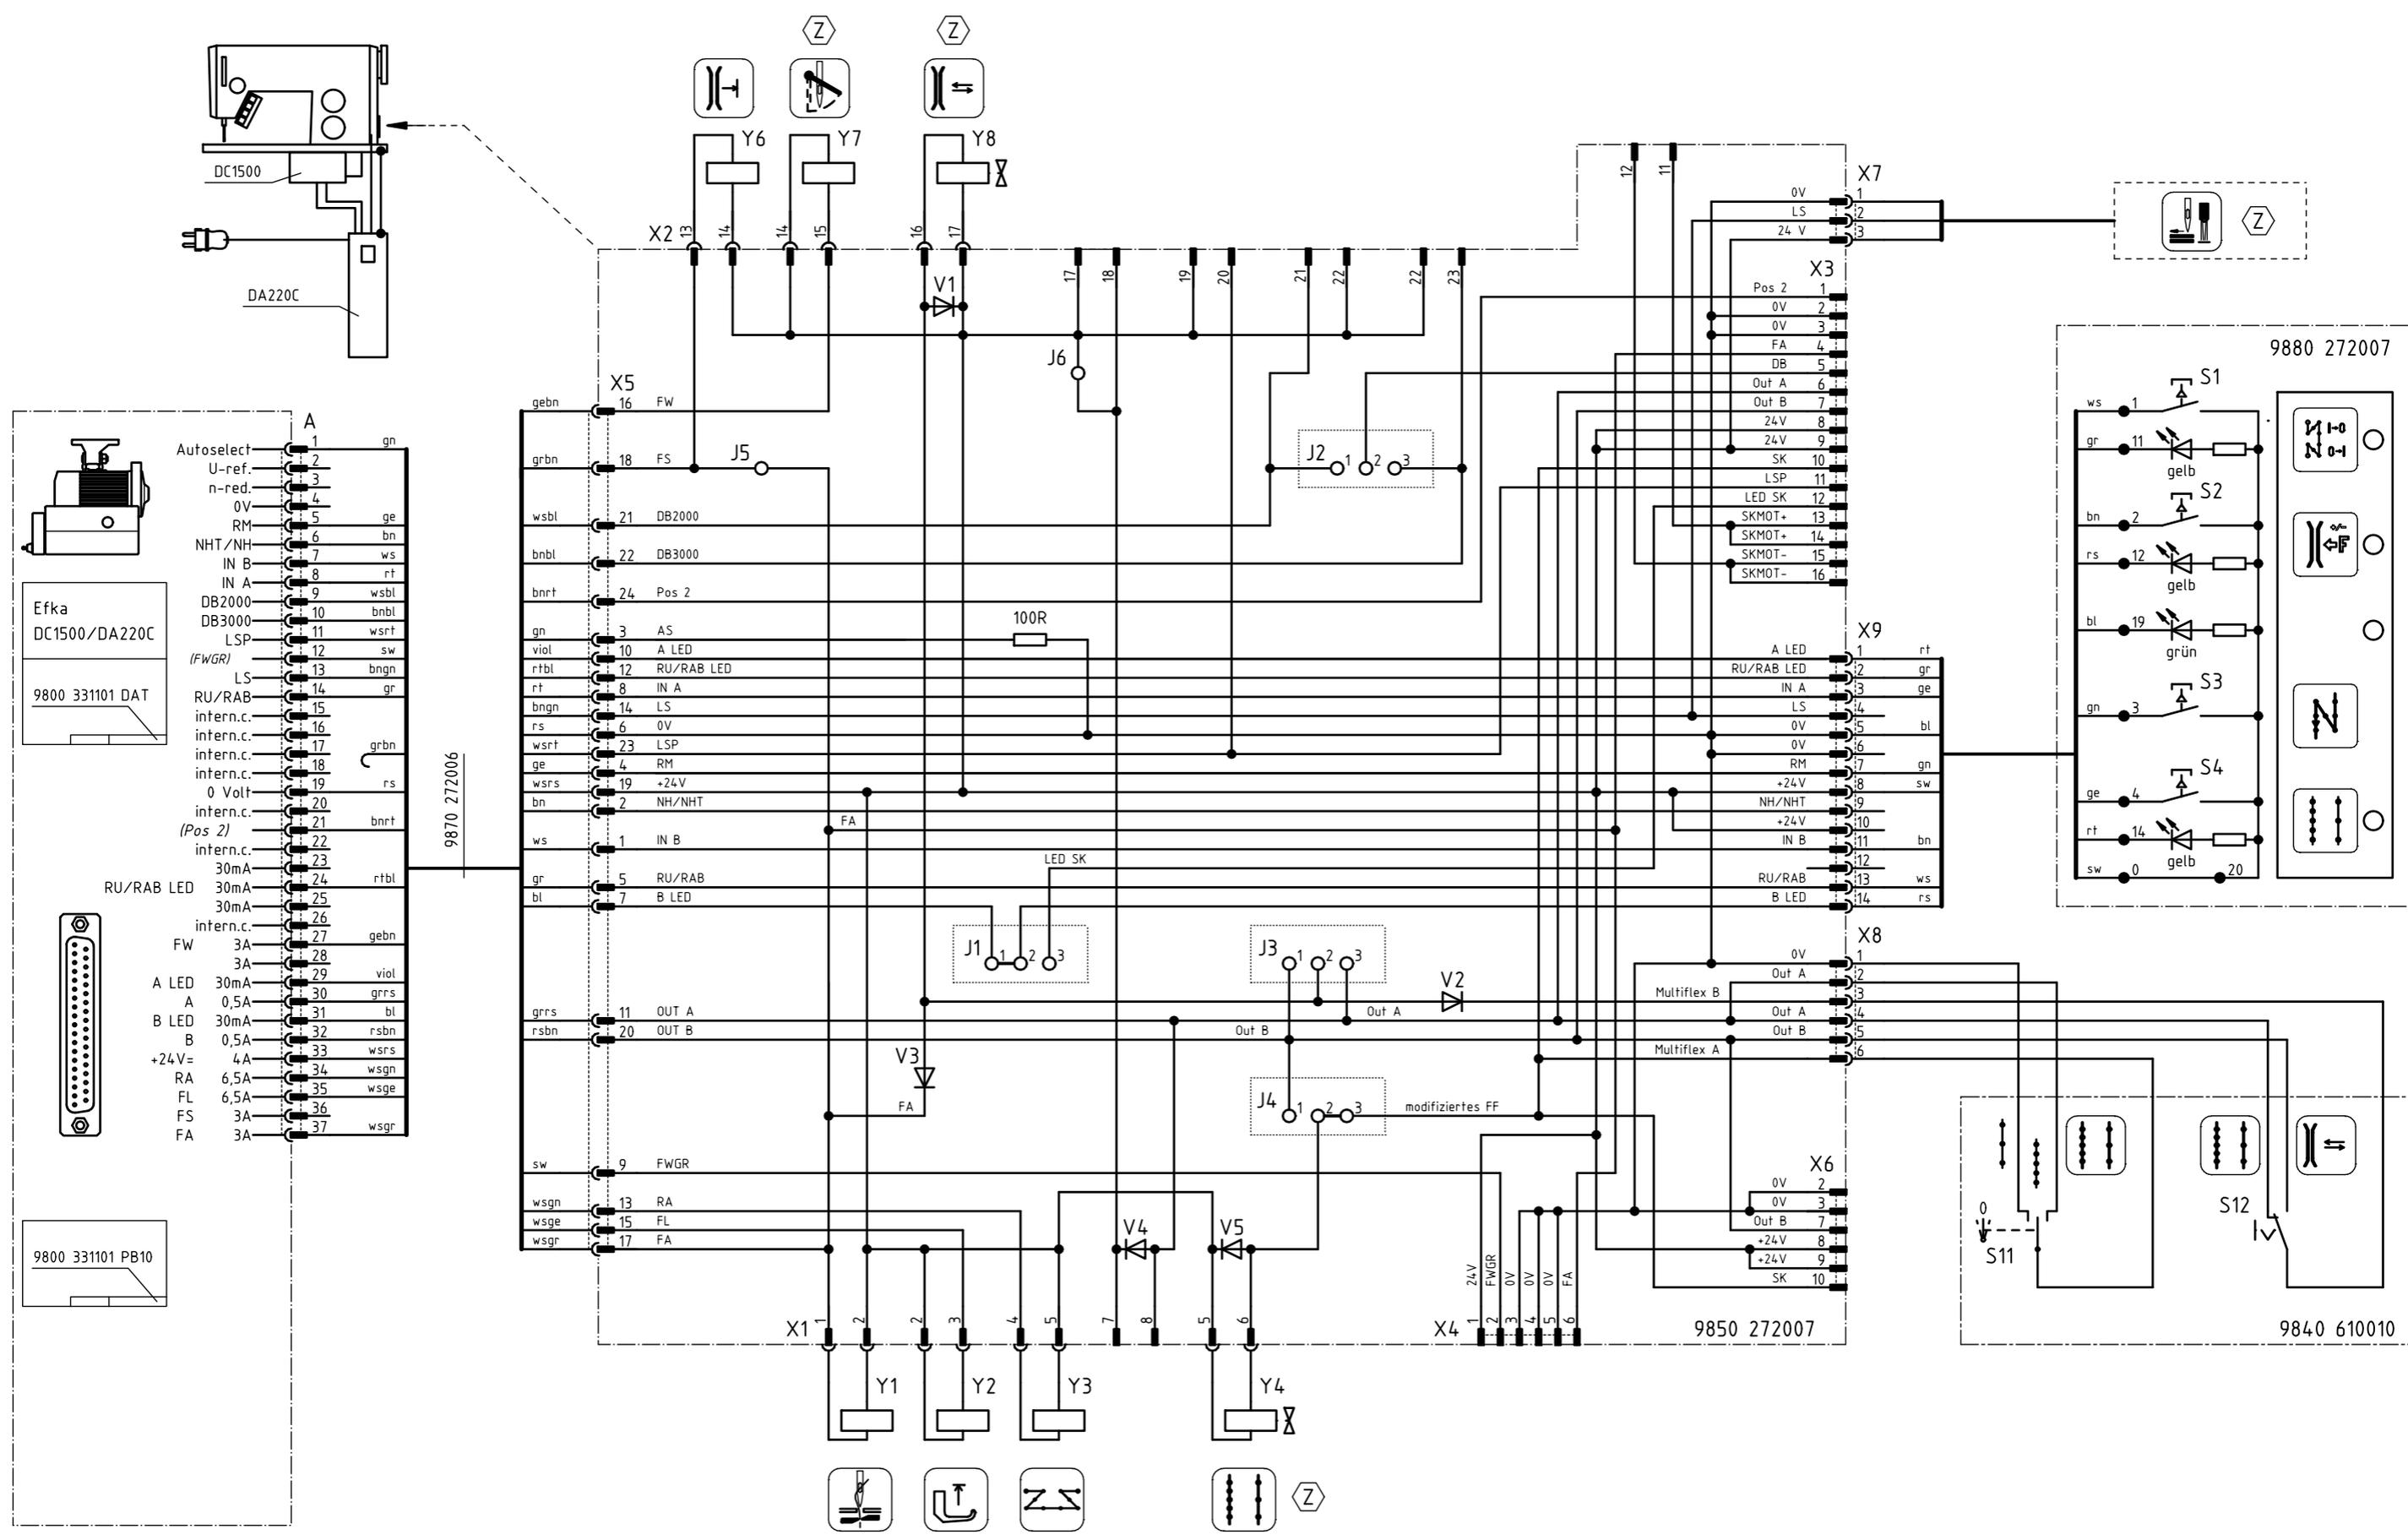 Z
Z
Y6
Y7
Y8
DC1500
DA220C
X2
13
14
14
15
16
17
V1
17
18
19
20
21
22
22
23
12
11
J6
X7
0V 1
LS 2
24 V 3
Z
X3
Pos 2 1
0V 2
0V 3
FA 4
DB 5
Out A 6
Out B 7
24V 8
24V 9
SK 10
LSP 11
LED SK 12
SKMOT+ 13
SKMOT+ 14
SKMOT- 15
SKMOT- 16
A
Autoselect 1 gn
U-ref. 2
n-red. 3
0V 4
RM 5 ge
NHT/NH 6 bn
IN B 7 ws
IN A 8 rt
DB2000 9 wsbl
DB3000 10 bnbl
LSP 11 wsrt
(FWGR) 12 sw
LS 13 bngn
RU/RAB 14 gr
intern.c. 15
intern.c. 16
intern.c. 17 grbn
intern.c. 18
0 Volt 19 rs
intern.c. 20
(Pos 2) 21 bnrt
intern.c. 22
30mA 23
RU/RAB LED 30mA 24 rtbl
30mA 25
intern.c. 26
FW 3A 27 gebn
3A 28
A LED 30mA 29 viol
A 0,5A 30 grrs
B LED 30mA 31 bl
B 0,5A 32 rsbn
+24V= 4A 33 wsrs
RA 6,5A 34 wsgn
FL 6,5A 35 wsge
FS 3A 36
FA 3A 37 wsgr
Efka
DC1500/DA220C
9800 331101 DAT
9800 331101 PB10
9870 272006
X5
gebn 16 FW
grbn 18 FS
J5
wsbl 21 DB2000
bnbl 22 DB3000
bnrt 24 Pos 2
gn 3 AS
100R
viol 10 A LED
rtbl 12 RU/RAB LED
rt 8 IN A
bngn 14 LS
rs 6 0V
wsrt 23 LSP
ge 4 RM
wsrs 19 +24V
bn 2 NH/NHT
FA
ws 1 IN B
LED SK
gr 5 RU/RAB
bl 7 B LED
grrs 11 OUT A
rsbn 20 OUT B
sw 9 FWGR
wsgn 13 RA
wsge 15 FL
wsgr 17 FA
J2 1 2 3
J1 1 2 3
J3 1 2 3
J4 1 2 3
V2
V3
FA
Out A
Out B
Multiflex B
Multiflex A
modifiziertes FF
V4
V5
X9
A LED 1 rt
RU/RAB LED 2 gr
IN A 3 ge
LS 4
0V 5 bl
0V 6
RM 7 gn
+24V 8 sw
NH/NHT 9
+24V 10
IN B 11 bn
12
RU/RAB 13 ws
B LED 14 rs
X8
0V 1
Out A 2
3
Out A 4
Out B 5
6
X6
0V 2
0V 3
Out B 7
+24V 8
+24V 9
SK 10
9880 272007
ws 1 S1
gr 11
gelb
bn 2 S2
rs 12
gelb
bl 19
grün
gn 3 S3
ge 4 S4
rt 14
gelb
sw 0 20
I→0
0→I
+/-
F
0
S11
S12
9840 610010
X1
1
2
2
3
4
5
7
8
5
6
X4
24V 1
FWGR 2
0V 3
0V 4
0V 5
FA 6
9850 272007
Y1
Y2
Y3
Y4
Z